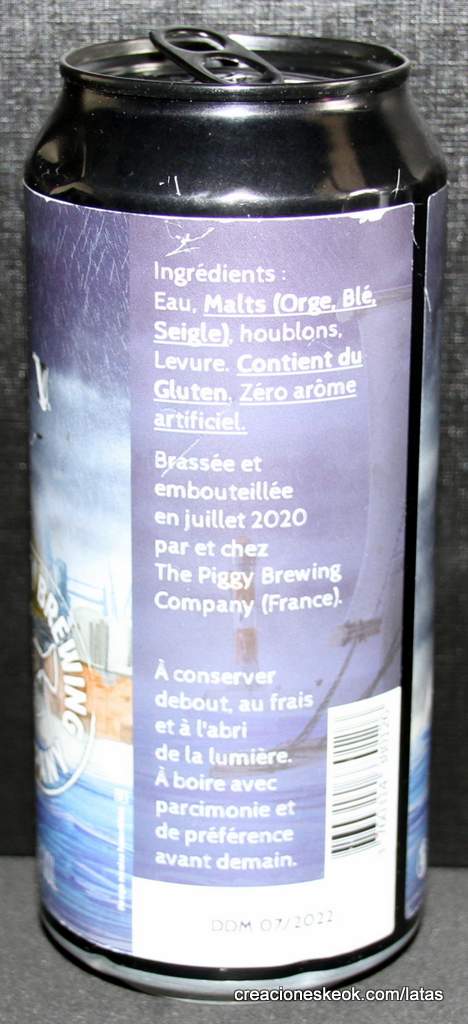 Ingrédients :
Eau, Malts (Orge, Blé,
Seigle), houblons,
Levure. Contient du
Gluten. Zéro arôme
artificiel.
Brassée et
embouteillée
en juillet 2020
par et chez
The Piggy Brewing
Company (France).
À conserver
debout, au frais
et à l'abri
de la lumière.
À boire avec
parcimonie et
de préférence
avant demain.
DDM 07/2022
BREWING
creacioneskeok.com/latas